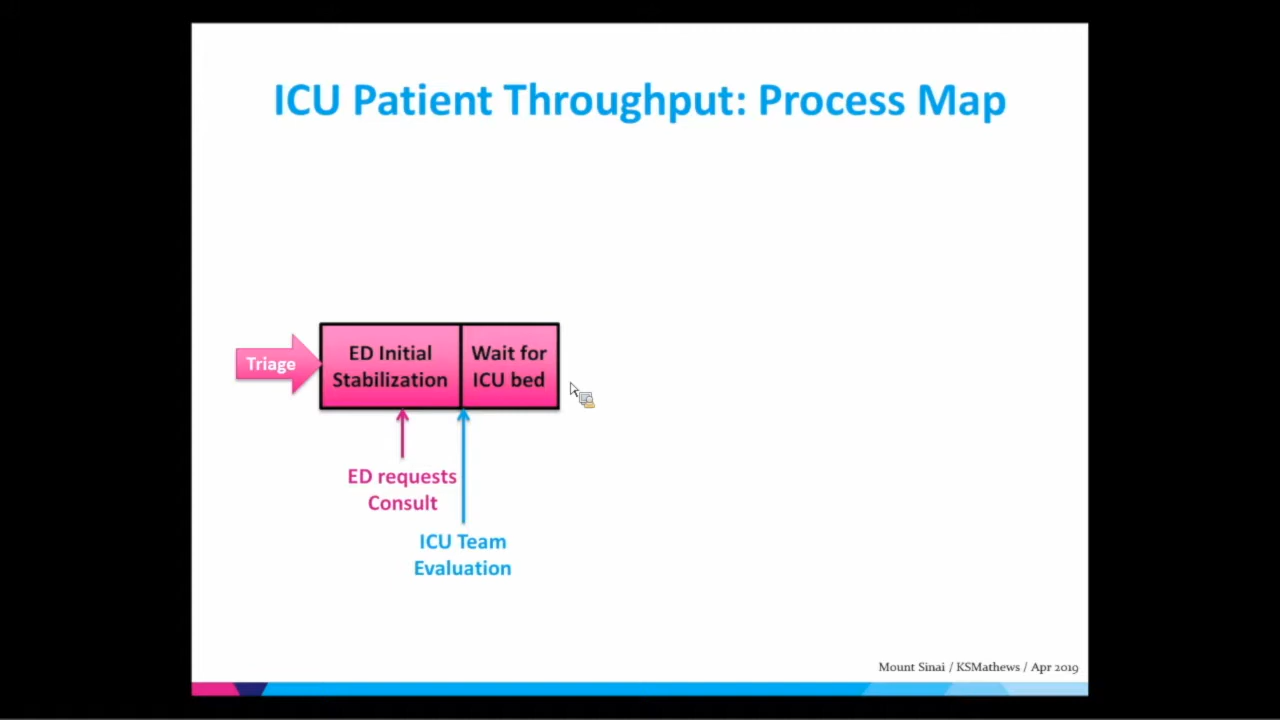 ICU Patient Throughput: Process Map
Triage
ED Initial
Stabilization
Wait for
ICU bed
ED requests
Consult
ICU Team
Evaluation
Mount Sinai / KSMathews / Apr 2019